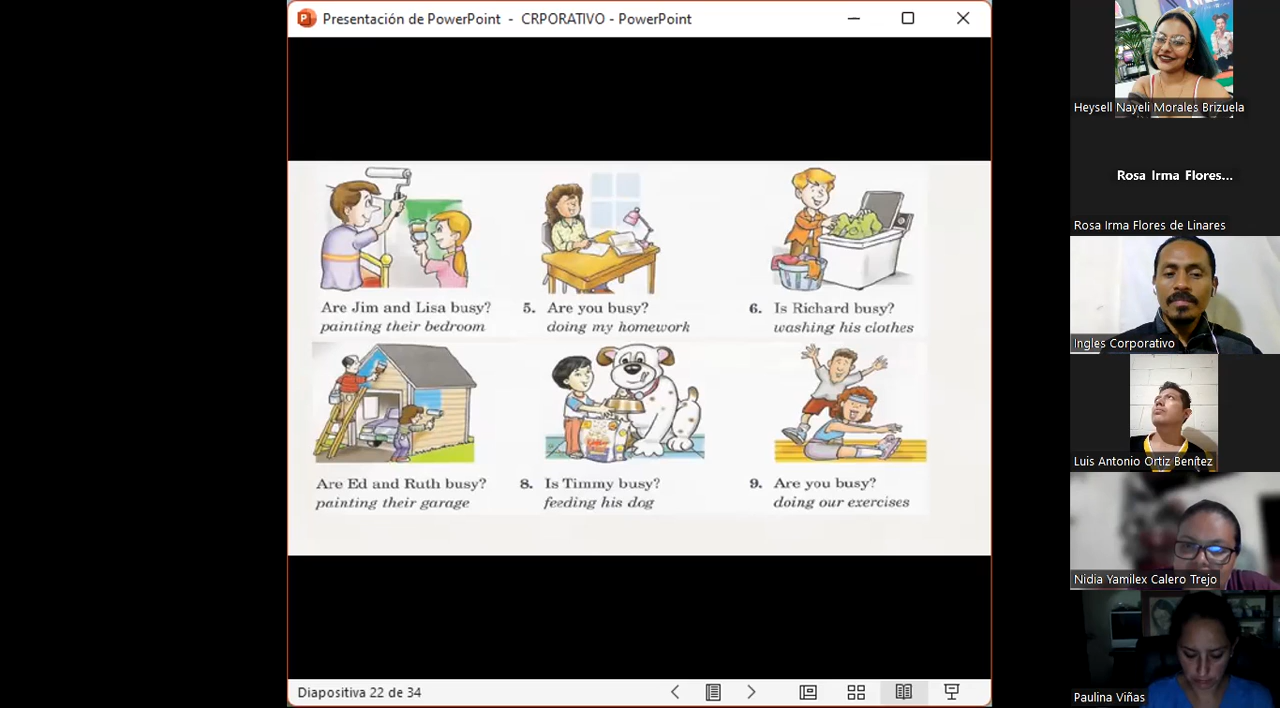 Presentación de PowerPoint - CRPORATIVO - PowerPoint
Are Jim and Lisa busy?
painting their bedroom
5. Are you busy?
doing my homework
6. Is Richard busy?
washing his clothes
Are Ed and Ruth busy?
painting their garage
8. Is Timmy busy?
feeding his dog
9. Are you busy?
doing our exercises
Diapositiva 22 de 34
Heysell Nayeli Morales Brizuela
Rosa Irma Flores...
Rosa Irma Flores de Linares
Ingles Corporativo
Luis Antonio Ortiz Benítez
Nidia Yamilex Calero Trejo
Paulina Viñas